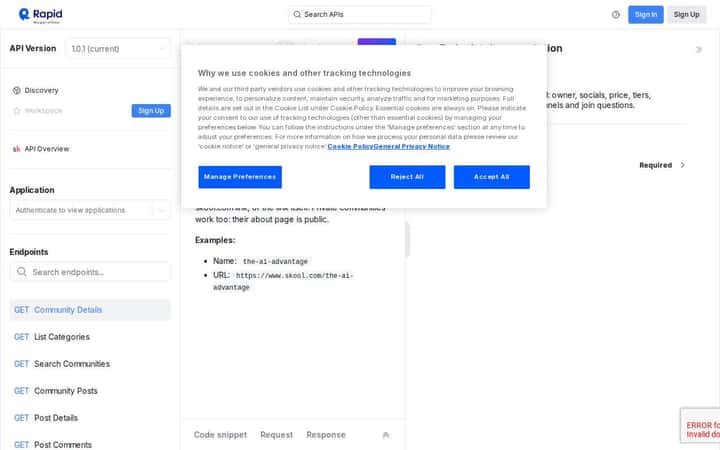 Rapid
Search APIs
Sign In
Sign Up
API Version
1.0.1 (current)
Discovery
Workspace
Sign Up
API Overview
Application
Authenticate to view applications
Endpoints
Search endpoints...
GET Community Details
GET List Categories
GET Search Communities
GET Community Posts
GET Post Details
GET Post Comments
Why we use cookies and other tracking technologies
We and our third party vendors use cookies and other tracking technologies to improve your browsing
experience, to personalize content, maintain security, analyze traffic and for marketing purposes. Full
details are set out in the Cookie List under Cookie Policy. Essential cookies are always on. Please indicate
your consent to our use of tracking technologies (other then essential cookies) by managing your
preferences below. You can follow the instructions under the 'Manage preferences' section at any time to
adjust your preferences. For more information on how we process your personal data please review our
'cookie notice' or 'general privacy notice'. Cookie Policy General Privacy Notice
Manage Preferences
Reject All
Accept All
work too: their about page is public.
Examples:
• Name: the-ai-advantage
• URL: https://www.skool.com/the-ai-
advantage
Code snippet Request Response
: owner, socials, price, tiers,
nels and join questions.
Required
ERROR fo
Invalid do